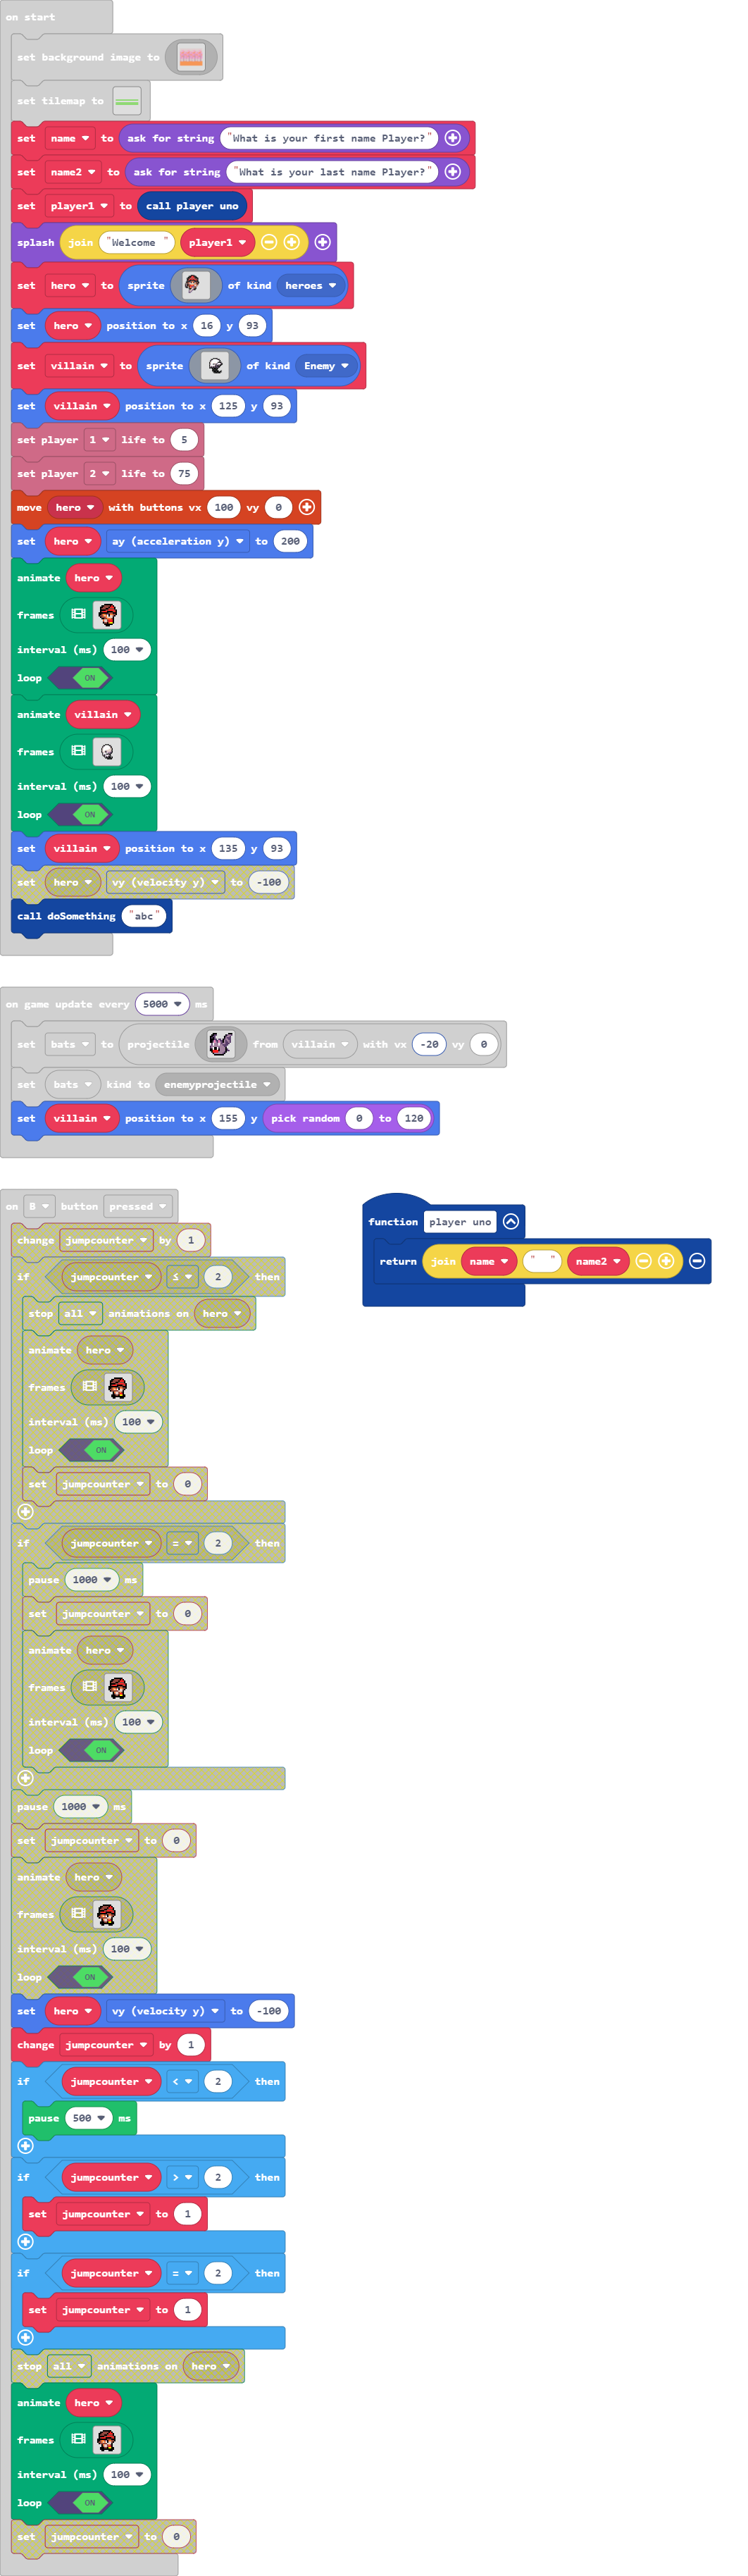 on start
set background image to
set tilemap to
set name to ask for string "What is your first name Player?"
set name2 to ask for string "What is your last name Player?"
set player1 to call player uno
splash join "Welcome " player1
set hero to sprite of kind heroes
set hero position to x 16 y 93
set villain to sprite of kind Enemy
set villain position to x 125 y 93
set player 1 life to 5
set player 2 life to 75
move hero with buttons vx 100 vy 0
set hero ay (acceleration y) to 200
animate hero
frames
interval (ms) 100
loop ON
animate villain
frames
interval (ms) 100
loop ON
set villain position to x 135 y 93
set hero vy (velocity y) to -100
call doSomething "abc"
on game update every 5000 ms
set bats to projectile from villain with vx -20 vy 0
set bats kind to enemyprojectile
set villain position to x 155 y pick random 0 to 120
on B button pressed
change jumpcounter by 1
if jumpcounter ≤ 2 then
stop all animations on hero
animate hero
frames
interval (ms) 100
loop ON
set jumpcounter to 0
if jumpcounter = 2 then
pause 1000 ms
set jumpcounter to 0
animate hero
frames
interval (ms) 100
loop ON
pause 1000 ms
set jumpcounter to 0
animate hero
frames
interval (ms) 100
loop ON
set hero vy (velocity y) to -100
change jumpcounter by 1
if jumpcounter < 2 then
pause 500 ms
if jumpcounter > 2 then
set jumpcounter to 1
if jumpcounter = 2 then
set jumpcounter to 1
stop all animations on hero
animate hero
frames
interval (ms) 100
loop ON
set jumpcounter to 0
function player uno
return join name " " name2